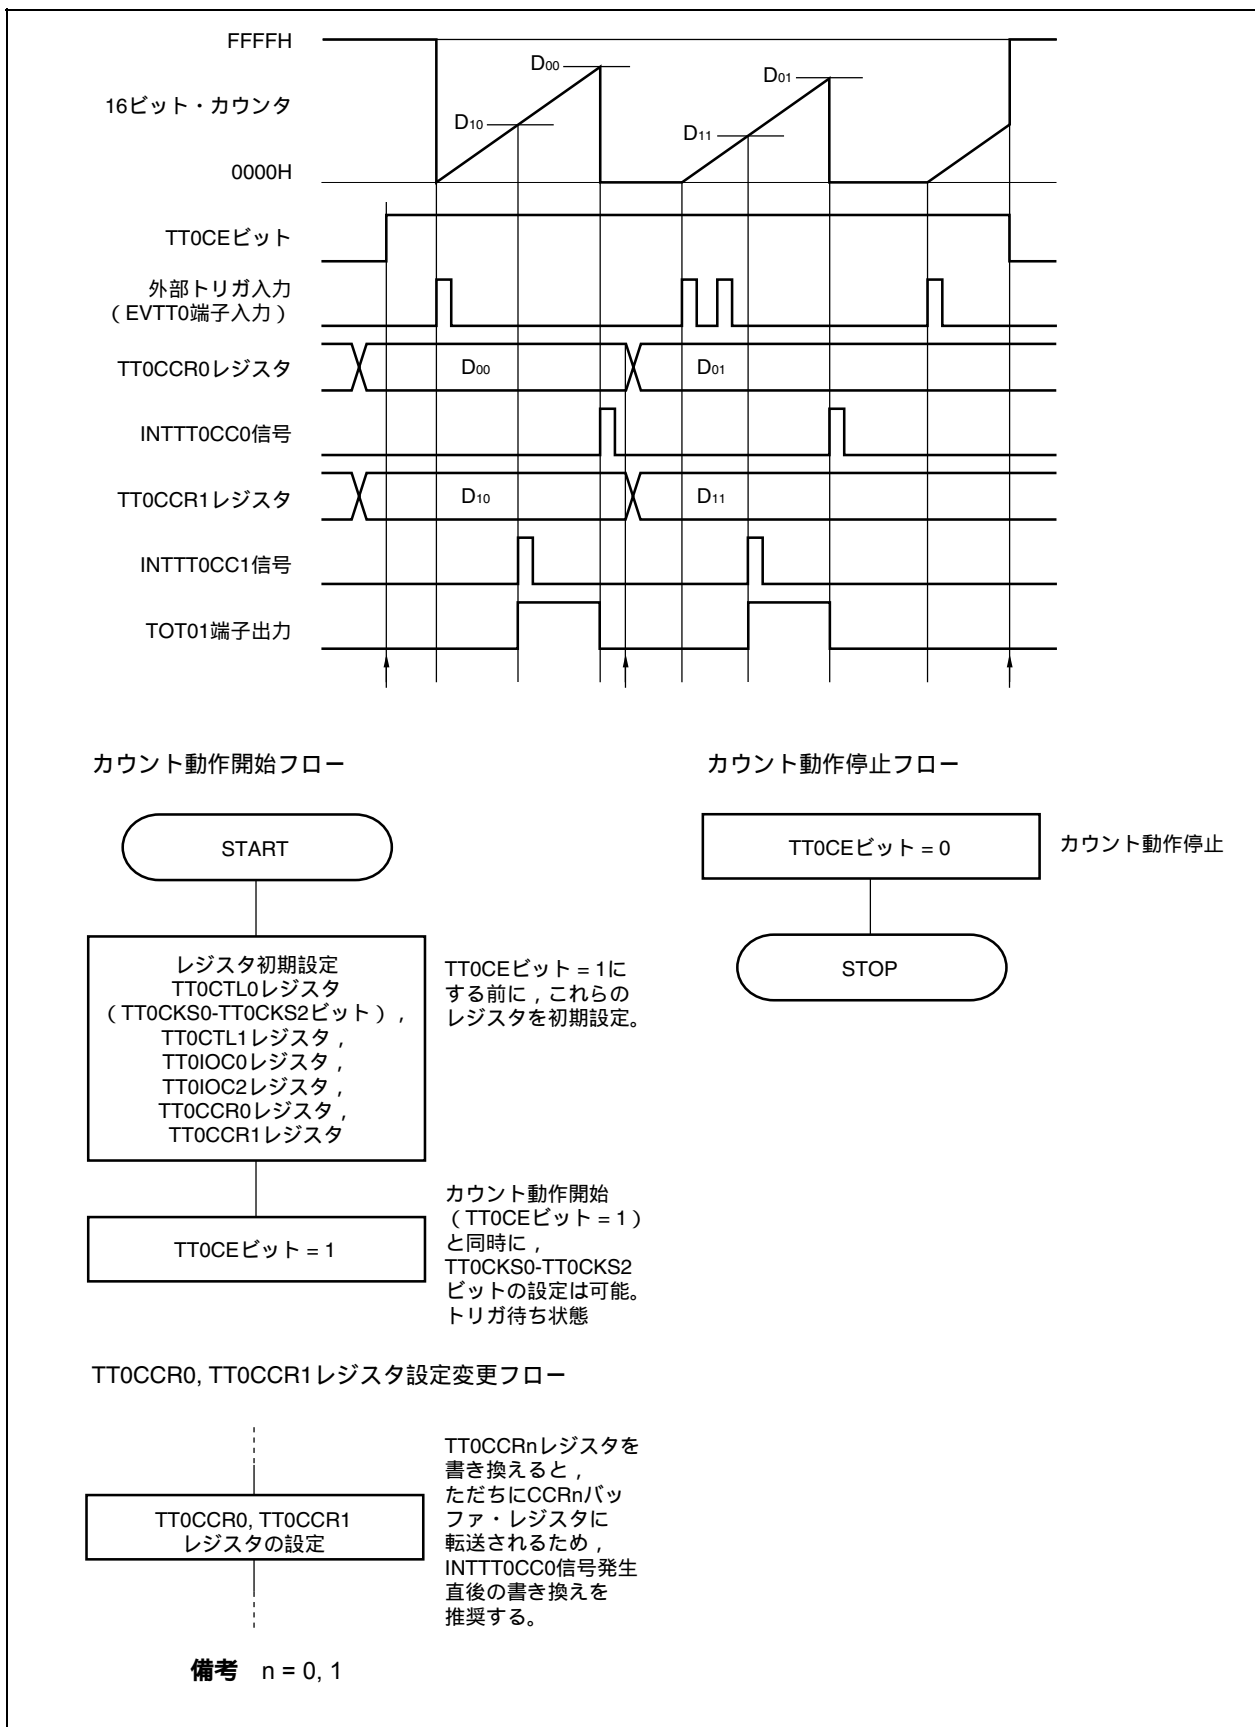 FFFFH
16ビット・カウンタ
0000H
D00
D10
D01
D11
TT0CEビット
外部トリガ入力
(EVTT0端子入力)
TT0CCR0レジスタ
D00
D01
INTTT0CC0信号
TT0CCR1レジスタ
D10
D11
INTTT0CC1信号
TOT01端子出力
カウント動作開始フロー
START
レジスタ初期設定
TT0CTL0レジスタ
(TT0CKS0-TT0CKS2ビット),
TT0CTL1レジスタ,
TT0IOC0レジスタ,
TT0IOC2レジスタ,
TT0CCR0レジスタ,
TT0CCR1レジスタ
TT0CEビット = 1に
する前に,これらの
レジスタを初期設定。
TT0CEビット = 1
カウント動作開始
(TT0CEビット = 1)
と同時に,
TT0CKS0-TT0CKS2
ビットの設定は可能。
トリガ待ち状態
カウント動作停止フロー
TT0CEビット = 0
カウント動作停止
STOP
TT0CCR0, TT0CCR1レジスタ設定変更フロー
TT0CCR0, TT0CCR1
レジスタの設定
TT0CCRnレジスタを
書き換えると,
ただちにCCRnバッ
ファ・レジスタに
転送されるため,
INTTT0CC0信号発生
直後の書き換えを
推奨する。
備考 n = 0, 1